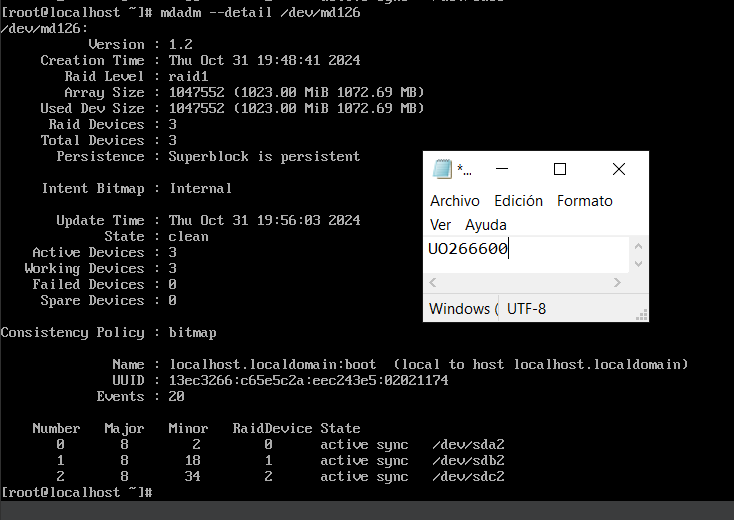 [root@localhost ~]# mdadm --detail /dev/md126
/dev/md126:
Version : 1.2
Creation Time : Thu Oct 31 19:48:41 2024
Raid Level : raid1
Array Size : 1047552 (1023.00 MiB 1072.69 MB)
Used Dev Size : 1047552 (1023.00 MiB 1072.69 MB)
Raid Devices : 3
Total Devices : 3
Persistence : Superblock is persistent
Intent Bitmap : Internal
Update Time : Thu Oct 31 19:56:03 2024
State : clean
Active Devices : 3
Working Devices : 3
Failed Devices : 0
Spare Devices : 0
Consistency Policy : bitmap
Name : localhost.localdomain:boot (local to host localhost.localdomain)
UUID : 13ec3266:c65e5c2a:eec243e5:02021174
Events : 20
Number Major Minor RaidDevice State
0 8 2 0 active sync /dev/sda2
1 8 18 1 active sync /dev/sdb2
2 8 34 2 active sync /dev/sdc2
[root@localhost ~]#
*...
Archivo Edición Formato
Ver Ayuda
UO266600
Windows ( UTF-8